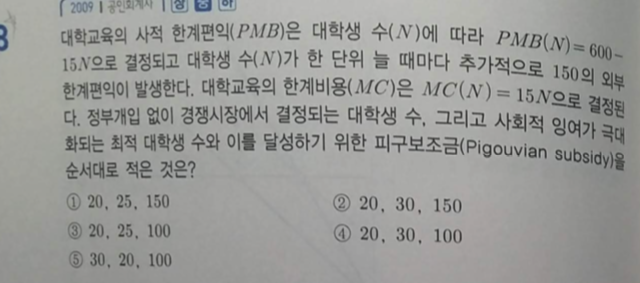 2009 | 공인회계사 상 중 하
대학교육의 사적 한계편익(PMB)은 대학생 수(N)에 따라 PMB(N)=600-
15N으로 결정되고 대학생 수(N)가 한 단위 늘 때마다 추가적으로 150의 외부
한계편익이 발생한다. 대학교육의 한계비용(MC)은 MC(N)=15N으로 결정된
다. 정부개입 없이 경쟁시장에서 결정되는 대학생 수, 그리고 사회적 잉여가 극대
화되는 최적 대학생 수와 이를 달성하기 위한 피구보조금(Pigouvian subsidy)을
순서대로 적은 것은?
① 20, 25, 150 ② 20, 30, 150
③ 20, 25, 100 ④ 20, 30, 100
⑤ 30, 20, 100